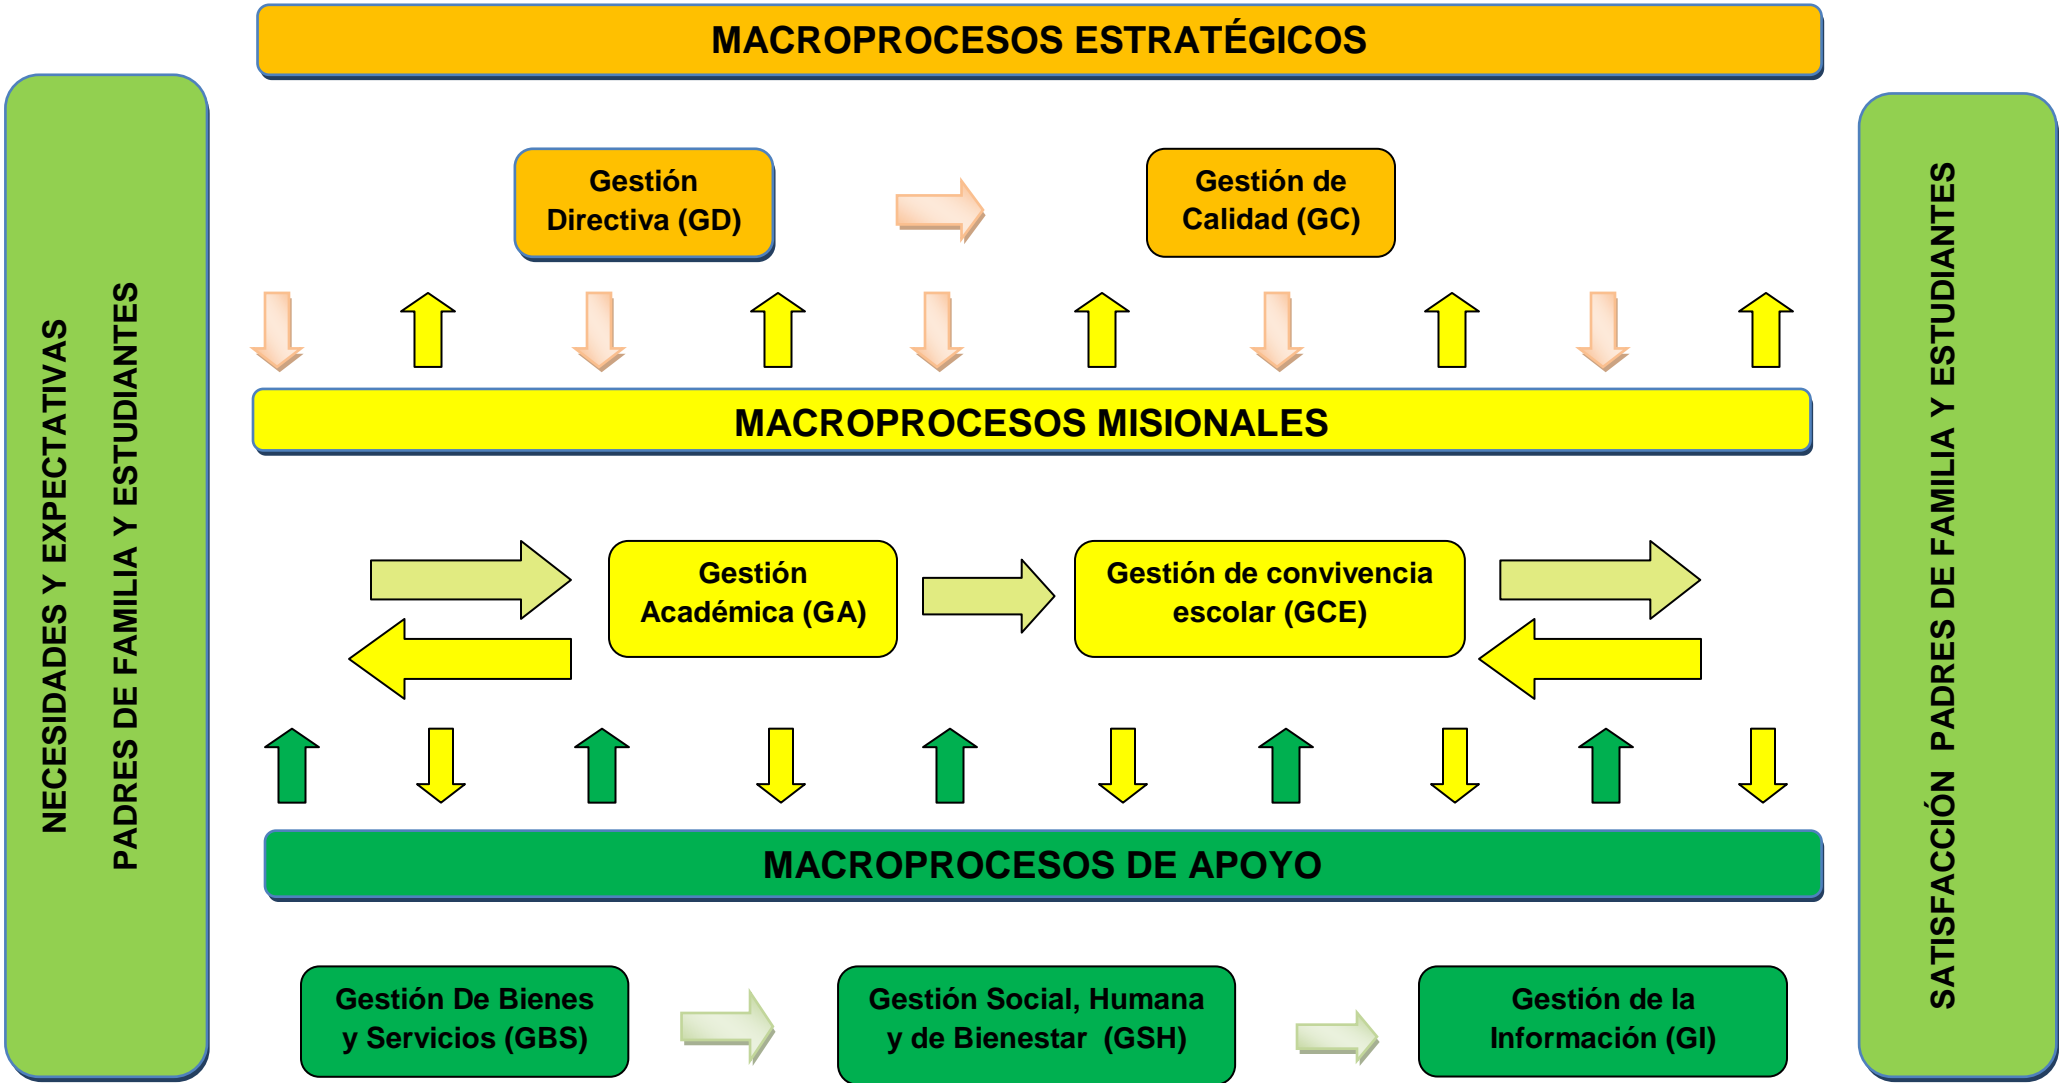 MACROPROCESOS ESTRATÉGICOS
NECESIDADES Y EXPECTATIVAS
PADRES DE FAMILIA Y ESTUDIANTES
Gestión
Directiva (GD)
Gestión de
Calidad (GC)
MACROPROCESOS MISIONALES
Gestión
Académica (GA)
Gestión de convivencia
escolar (GCE)
MACROPROCESOS DE APOYO
Gestión De Bienes
y Servicios (GBS)
Gestión Social, Humana
y de Bienestar (GSH)
Gestión de la
Información (GI)
SATISFACCIÓN PADRES DE FAMILIA Y ESTUDIANTES